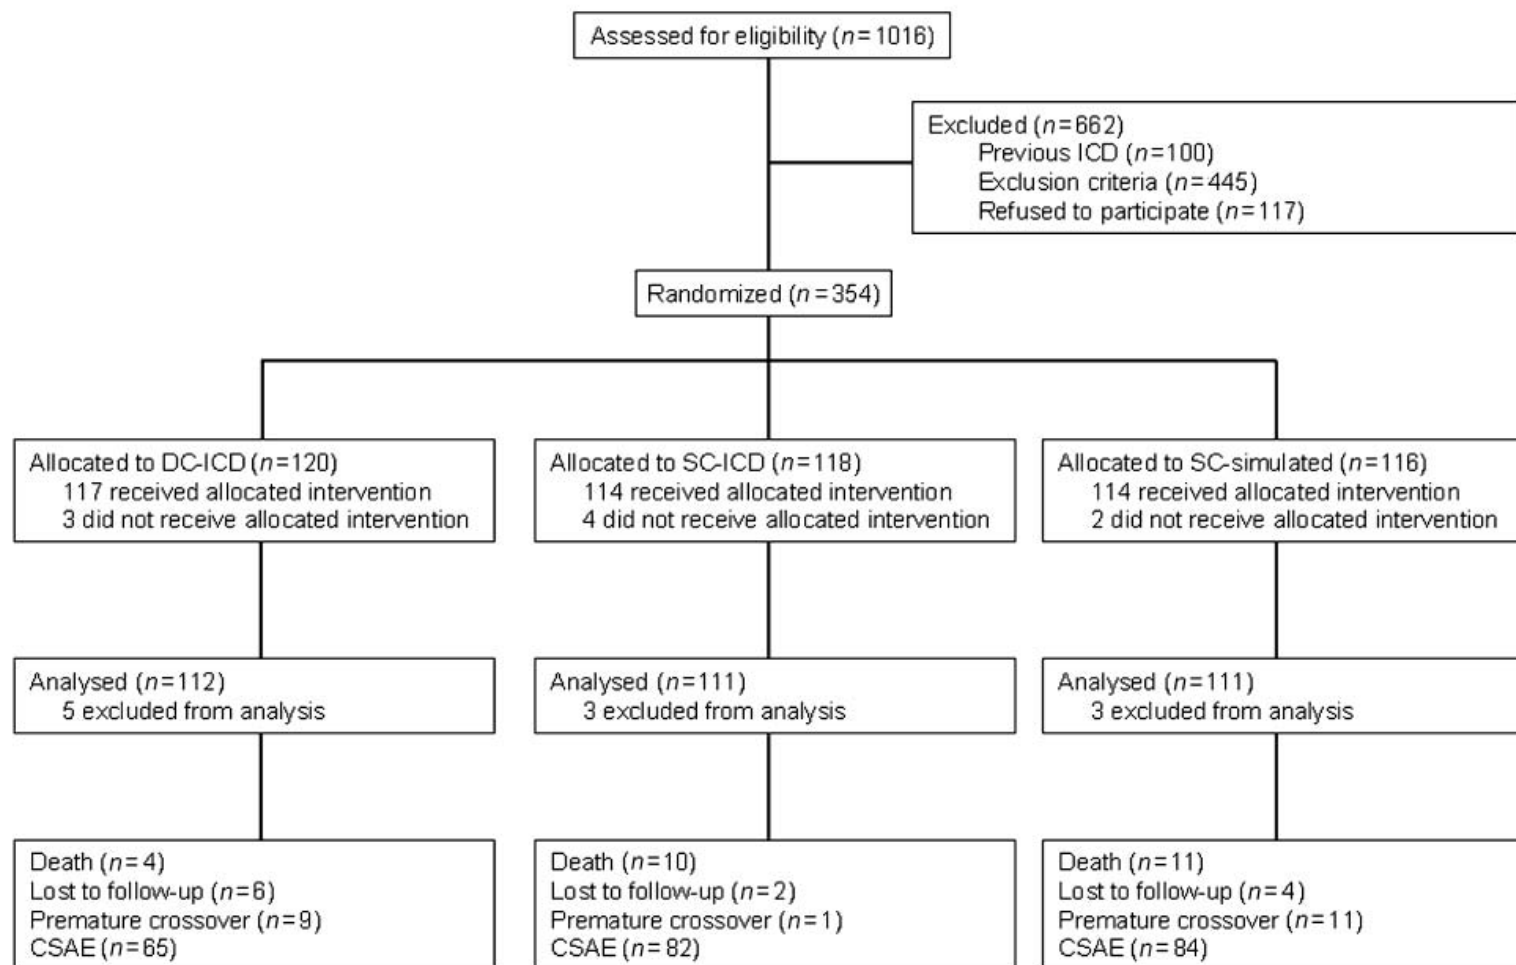 Assessed for eligibility (n=1016)
Excluded (n=662)
Previous ICD (n=100)
Exclusion criteria (n=445)
Refused to participate (n=117)
Randomized (n=354)
Allocated to DC-ICD (n=120)
117 received allocated intervention
3 did not receive allocated intervention
Allocated to SC-ICD (n=118)
114 received allocated intervention
4 did not receive allocated intervention
Allocated to SC-simulated (n=116)
114 received allocated intervention
2 did not receive allocated intervention
Analysed (n=112)
5 excluded from analysis
Analysed (n=111)
3 excluded from analysis
Analysed (n=111)
3 excluded from analysis
Death (n=4)
Lost to follow-up (n=6)
Premature crossover (n=9)
CSAE (n=65)
Death (n=10)
Lost to follow-up (n=2)
Premature crossover (n=1)
CSAE (n=82)
Death (n=11)
Lost to follow-up (n=4)
Premature crossover (n=11)
CSAE (n=84)